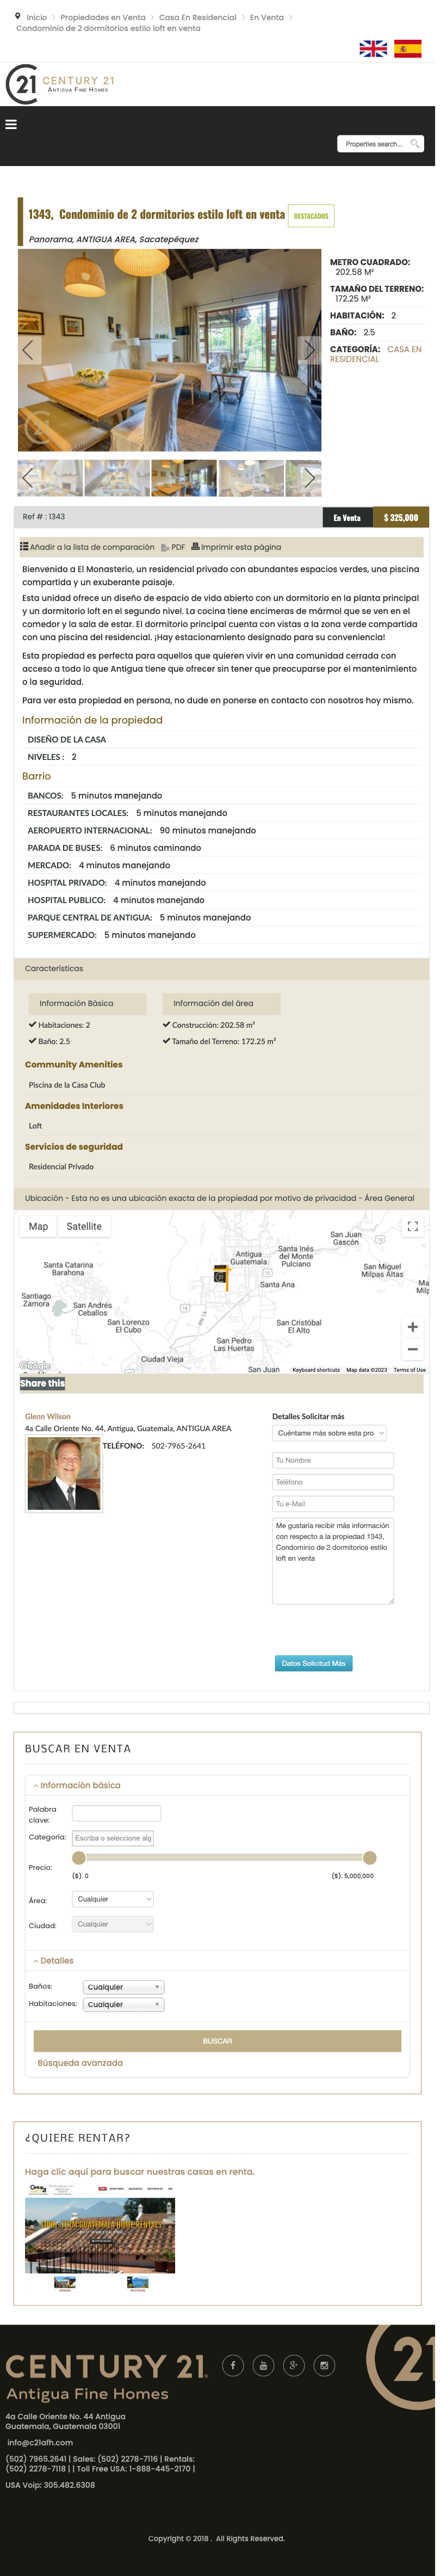 Inico > Propiedades en Venta > Casa En Residencial > En Venta >
Condominio de 2 dormitorios estilo loft en venta
21 CENTURY 21
ANTIGUA FINE HOMES
Properties search...
1343, Condominio de 2 dormitorios estilo loft en venta DESTACADOS
Panorama, ANTIGUA AREA, Sacatepéquez
METRO CUADRADO:
202.58 M²
TAMAÑO DEL TERRENO:
172.25 M²
HABITACIÓN: 2
BAÑO: 2.5
CATEGORÍA: CASA EN
RESIDENCIAL
Ref # : 1343
En Venta
$ 325,000
Añadir a la lista de comparación PDF Imprimir esta página
Bienvenido a El Monasterio, un residencial privado con abundantes espacios verdes, una piscina
compartida y un exuberante paisaje.
Esta unidad ofrece un diseño de espacio de vida abierto con un dormitorio en la planta principal
y un dormitorio loft en el segundo nivel. La cocina tiene encimeras de mármol que se ven en el
comedor y la sala de estar. El dormitorio principal cuenta con vistas a la zona verde compartida
con una piscina del residencial. ¡Hay estacionamiento designado para su conveniencia!
Esta propiedad es perfecta para aquellos que quieren vivir en una comunidad cerrada con
acceso a todo lo que Antigua tiene que ofrecer sin tener que preocuparse por el mantenimiento
o la seguridad.
Para ver esta propiedad en persona, no dude en ponerse en contacto con nosotros hoy mismo.
Información de la propiedad
DISEÑO DE LA CASA
NIVELES : 2
Barrio
BANCOS: 5 minutos manejando
RESTAURANTES LOCALES: 5 minutos manejando
AEROPUERTO INTERNACIONAL: 90 minutos manejando
PARADA DE BUSES: 6 minutos caminando
MERCADO: 4 minutos manejando
HOSPITAL PRIVADO: 4 minutos manejando
HOSPITAL PUBLICO: 4 minutos manejando
PARQUE CENTRAL DE ANTIGUA: 5 minutos manejando
SUPERMERCADO: 5 minutos manejando
Características
Información Básica
Información del área
Habitaciones: 2
Construcción: 202.58 m²
Baño: 2.5
Tamaño del Terreno: 172.25 m²
Community Amenities
Piscina de la Casa Club
Amenidades Interiores
Loft
Servicios de seguridad
Residencial Privado
Ubicación - Esta no es una ubicación exacta de la propiedad por motivo de privacidad - Área General
Map Satellite
San Juan
Gascón
Santa Inés
del Monte
Pulciano
Antigua
Guatemala
Santa Catarina
Barahona
San Miguel
Milpas Altas
Santa Ana
Santiago
Zamora
San Andrés
Ceballos
San Lorenzo
El Cubo
San Cristóbal
El Alto
San Pedro
Las Huertas
Ciudad Vieja
San Juan
Google
Keyboard shortcuts Map data ©2023 Terms of Use
Share this
Glenn Wilson
4a Calle Oriente No. 44, Antigua, Guatemala, ANTIGUA AREA
TELÉFONO: 502-7965-2641
Detalles Solicitar más
Cuéntame más sobre esta pro
Tu Nombre
Teléfono
Tu e-Mail
Me gustaría recibir más información
con respecto a la propiedad 1343,
Condominio de 2 dormitorios estilo
loft en venta
Datos Solicitud Más
BUSCAR EN VENTA
Información básica
Palabra
clave:
Categoría: Escriba o seleccione alg
Precio:
($). 0
($). 5,000,000
Área: Cualquier
Ciudad: Cualquier
Detalles
Baños: Cualquier
Habitaciones: Cualquier
BUSCAR
Búsqueda avanzada
¿QUIERE RENTAR?
Haga clic aquí para buscar nuestras casas en renta.
LONG-TERM GUATEMALA HOME RENTALS
CENTURY 21
Antigua Fine Homes
21
4a Calle Oriente No. 44 Antigua
Guatemala, Guatemala 03001
info@c21afh.com
(502) 7965.2641 | Sales: (502) 2278-7116 | Rentals:
(502) 2278-7118 | | Toll Free USA: 1-888-445-2170 |
USA Voip: 305.482.6308
Copyright © 2018 . All Rights Reserved.